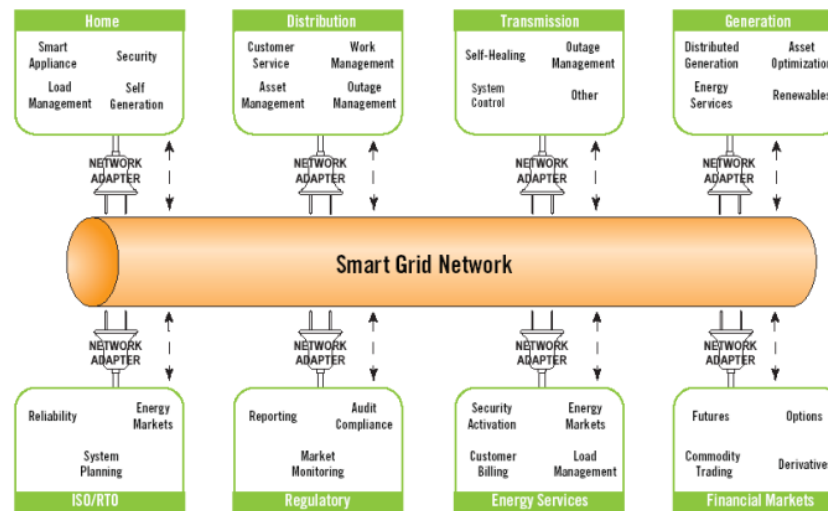 Home
Smart
Appliance
Security
Load
Management
Self
Generation
Distribution
Customer
Service
Work
Management
Asset
Management
Outage
Management
Transmission
Self-Healing
Outage
Management
System
Control
Other
Generation
Distributed
Generation
Asset
Optimization
Energy
Services
Renewables
NETWORK
ADAPTER
NETWORK
ADAPTER
NETWORK
ADAPTER
NETWORK
ADAPTER
Smart Grid Network
NETWORK
ADAPTER
NETWORK
ADAPTER
NETWORK
ADAPTER
NETWORK
ADAPTER
Reliability
Energy
Markets
System
Planning
ISO/RTO
Reporting
Audit
Compliance
Market
Monitoring
Regulatory
Security
Activation
Energy
Markets
Customer
Billing
Load
Management
Energy Services
Futures
Options
Commodity
Trading
Derivative
Financial Markets